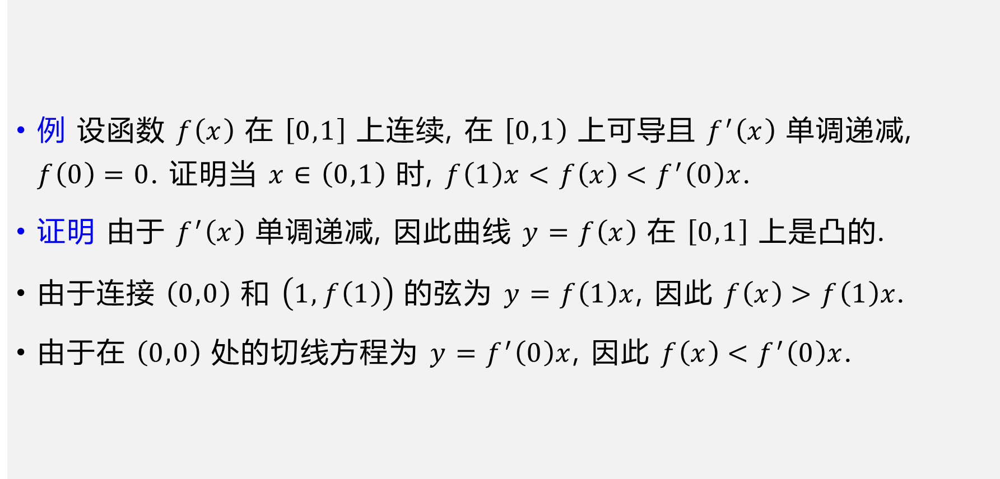 • 例 设函数 f(x) 在 [0,1] 上连续, 在 [0,1) 上可导且 f′(x) 单调递减,
f(0) = 0. 证明当 x ∈ (0,1) 时, f(1)x < f(x) < f′(0)x.
• 证明 由于 f′(x) 单调递减, 因此曲线 y = f(x) 在 [0,1] 上是凸的.
• 由于连接 (0,0) 和 (1, f(1)) 的弦为 y = f(1)x, 因此 f(x) > f(1)x.
• 由于在 (0,0) 处的切线方程为 y = f′(0)x, 因此 f(x) < f′(0)x.